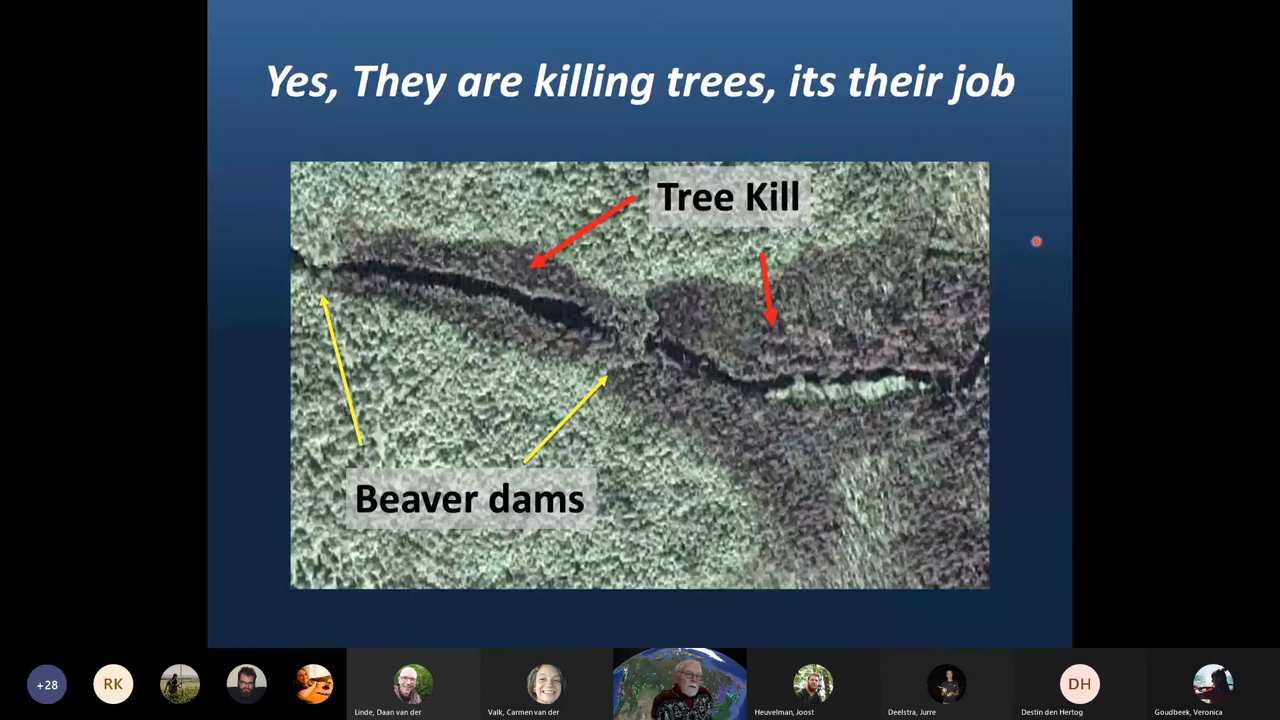 Yes, They are killing trees, its their job
Tree Kill
Beaver dams
+28
RK
Linde, Daan van der
Valk, Carmen van der
Heuvelman, Joost
Deelstra, Jurre
DH
Destin den Hertog
Goudbeek, Veronica